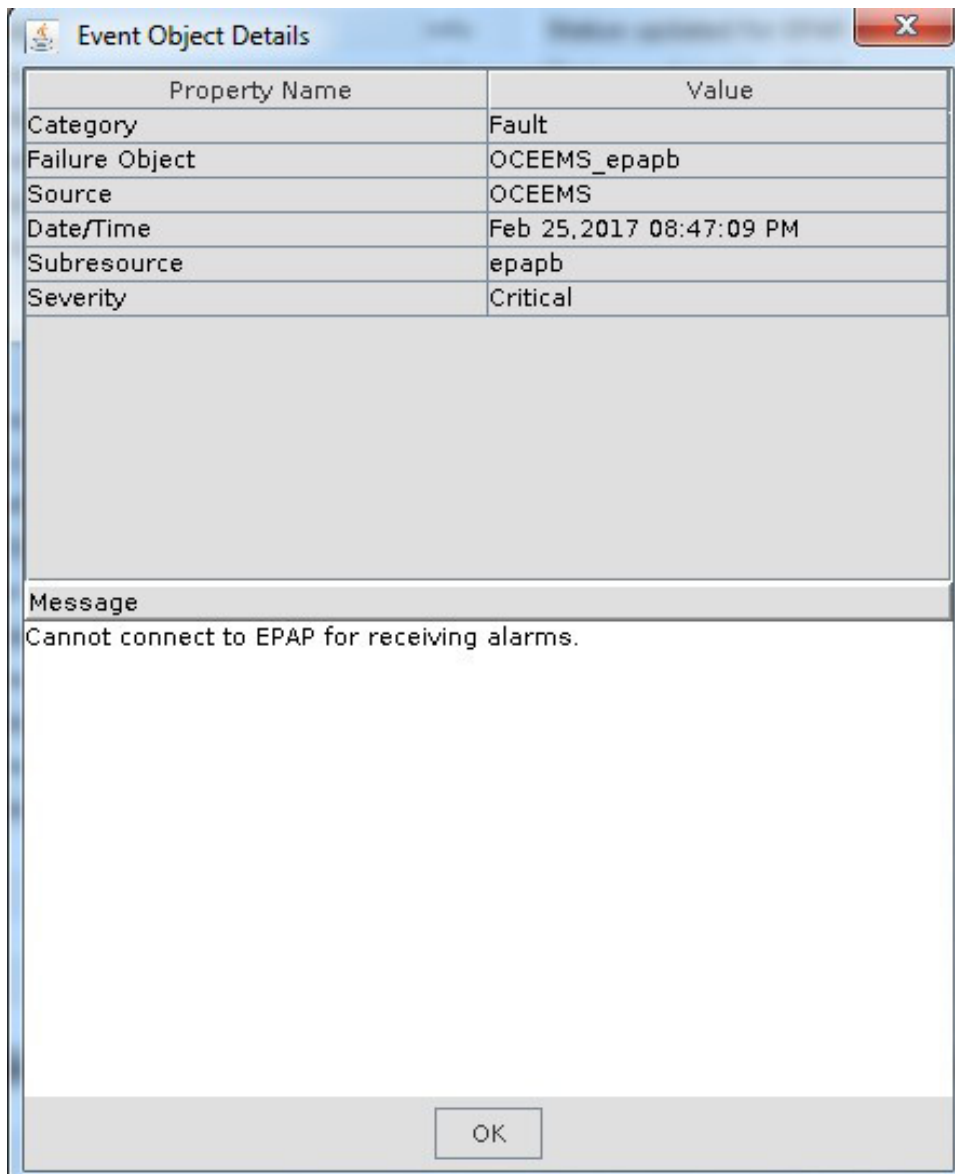 Event Object Details
Property Name Value
Category Fault
Failure Object OCEEMS_epapb
Source OCEEMS
Date/Time Feb 25,2017 08:47:09 PM
Subresource epapb
Severity Critical
Message
Cannot connect to EPAP for receiving alarms.
OK